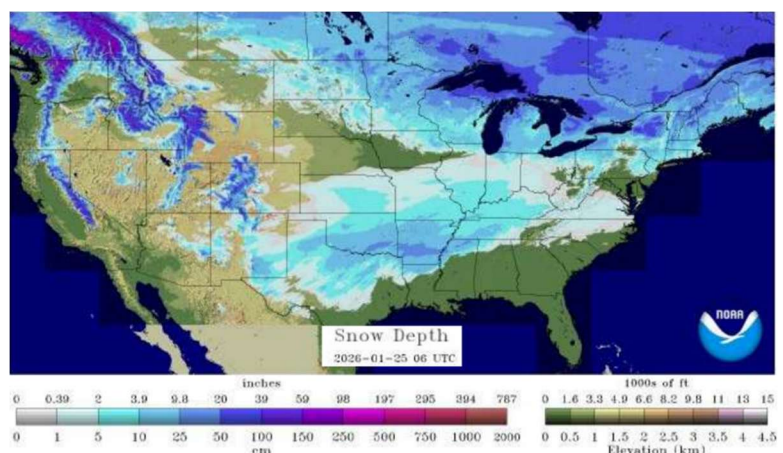 NOAA
Snow Depth
2026-01-25 06 UTC
inches
0 0.39 2 3.9 9.8 20 39 59 98 197 295 394 787
0 1 5 10 25 50 100 150 250 500 750 1000 2000
cm
1000s of ft
0 1.6 3.3 4.9 6.6 8.2 9.8 11 13 15
0 0.5 1 1.5 2 2.5 3 3.5 4 4.5
Elevation (km)